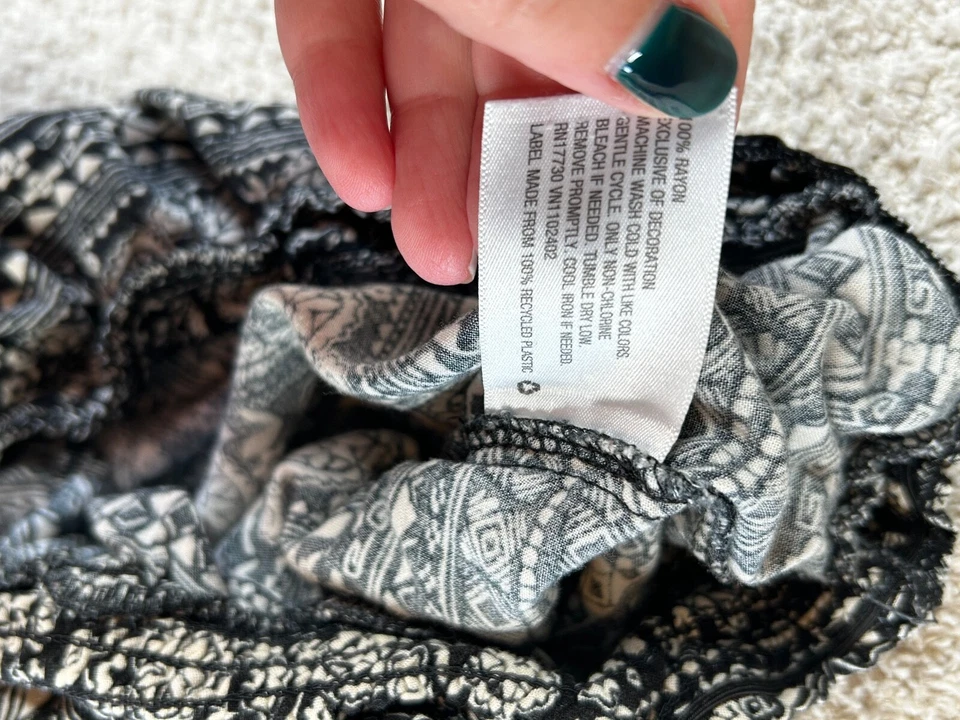 100% RAYON
EXCLUSIVE OF DECORATION
MACHINE WASH COLD WITH LIKE COLORS
GENTLE CYCLE. ONLY NON-CHLORINE
BLEACH IF NEEDED. TUMBLE DRY LOW.
REMOVE PROMPTLY. COOL IRON IF NEEDED.
RN17730 VN1102402
LABEL MADE FROM 100% RECYCLED PLASTIC